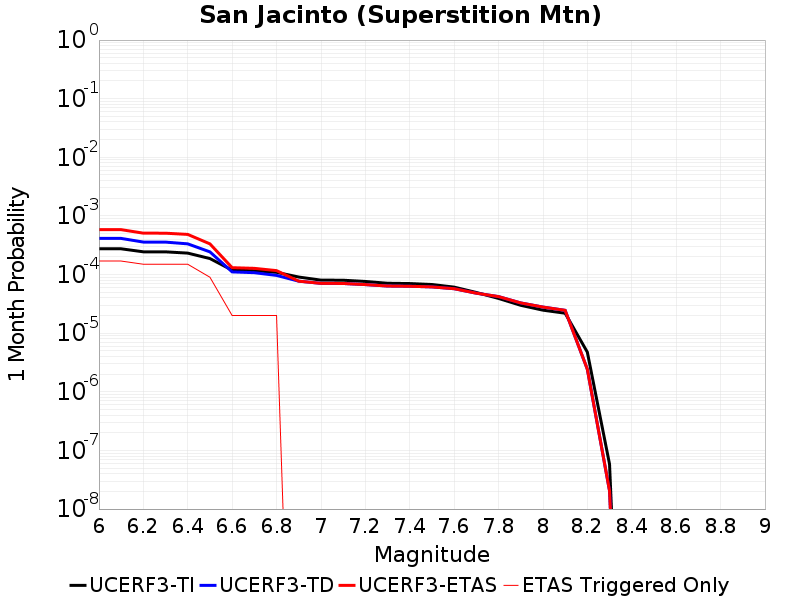 San Jacinto (Superstition Mtn)
10^0
10^-1
10^-2
10^-3
10^-4
10^-5
10^-6
10^-7
10^-8
1 Month Probability
6 6.2 6.4 6.6 6.8 7 7.2 7.4 7.6 7.8 8 8.2 8.4 8.6 8.8 9
Magnitude
UCERF3-TI UCERF3-TD UCERF3-ETAS ETAS Triggered Only